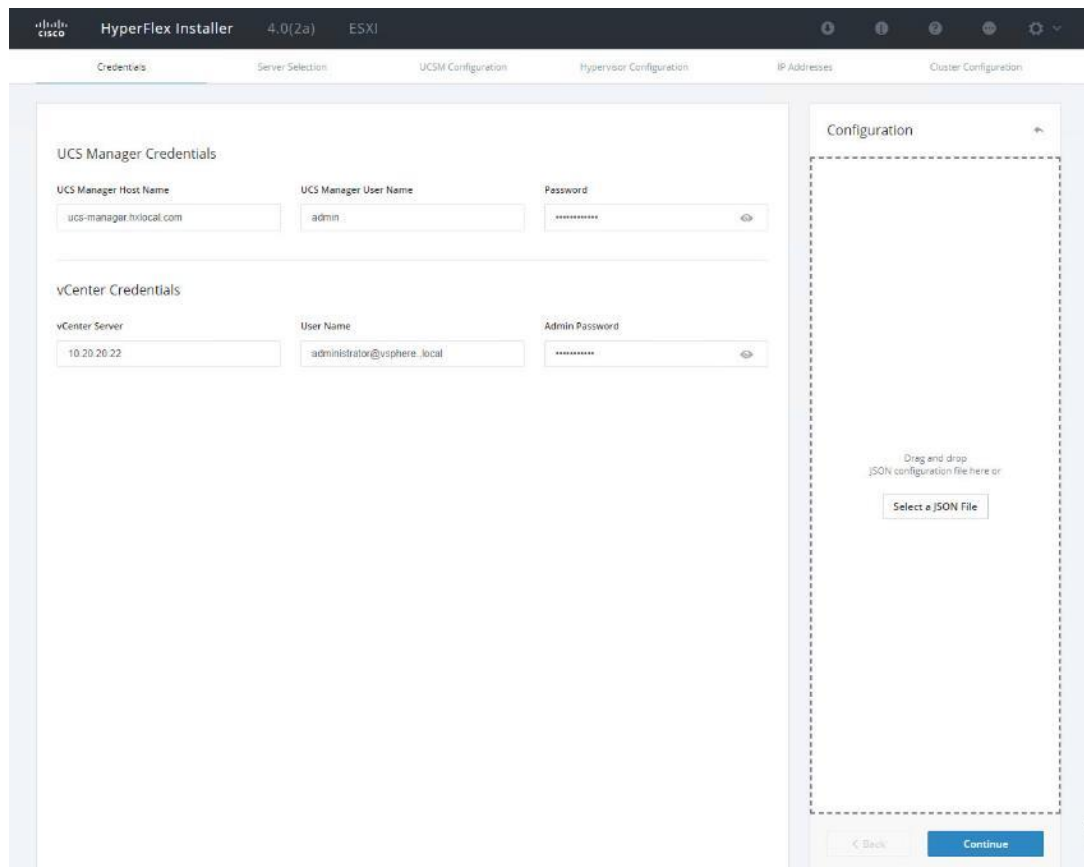 cisco HyperFlex Installer 4.0(2a) ESXI
Credentials Server Selection UCSM Configuration Hypervisor Configuration IP Addresses Cluster Configuration
UCS Manager Credentials
UCS Manager Host Name UCS Manager User Name Password
ucs-manager.hxlocal.com admin ••••••••••••
vCenter Credentials
vCenter Server User Name Admin Password
10.20.20.22 administrator@vsphere..local •••••••••••
Configuration
Drag and drop
JSON configuration file here or
Select a JSON File
< Back Continue